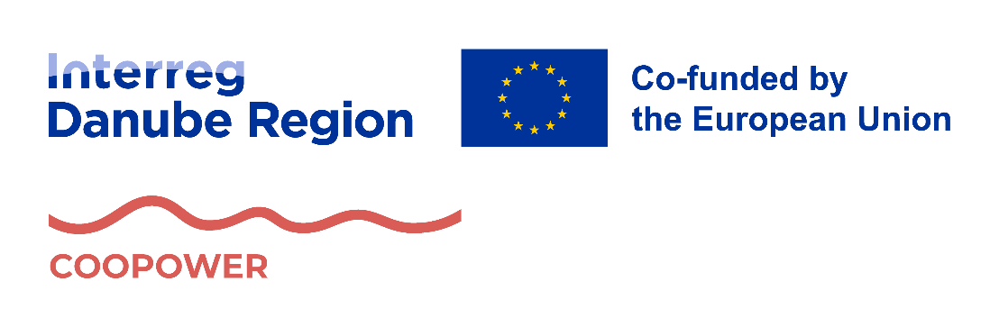 Interreg
Danube Region
Co-funded by
the European Union
COOPOWER